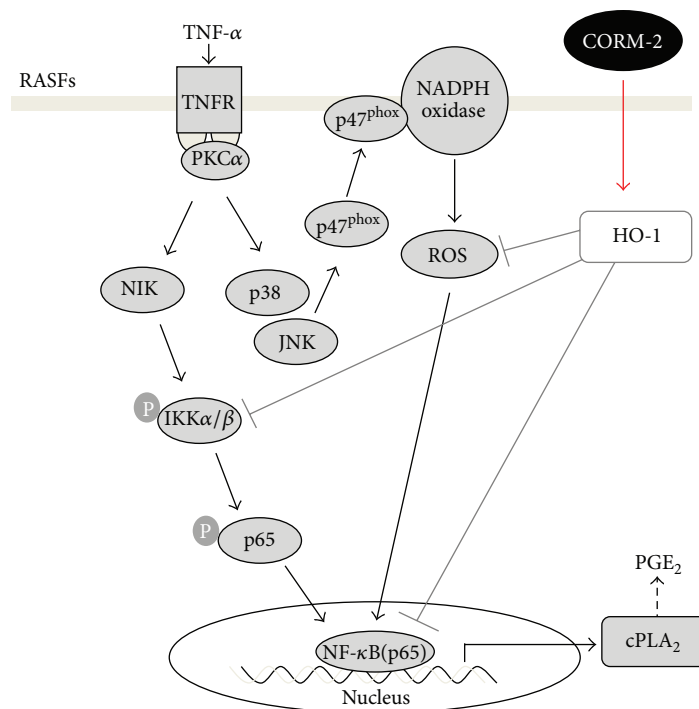 TNF-α
CORM-2
RASFs
TNFR
NADPH
oxidase
p47phox
PKCα
p47phox
HO-1
ROS
NIK
p38
JNK
P
IKKα/β
P
p65
PGE2
cPLA2
NF-κB(p65)
Nucleus